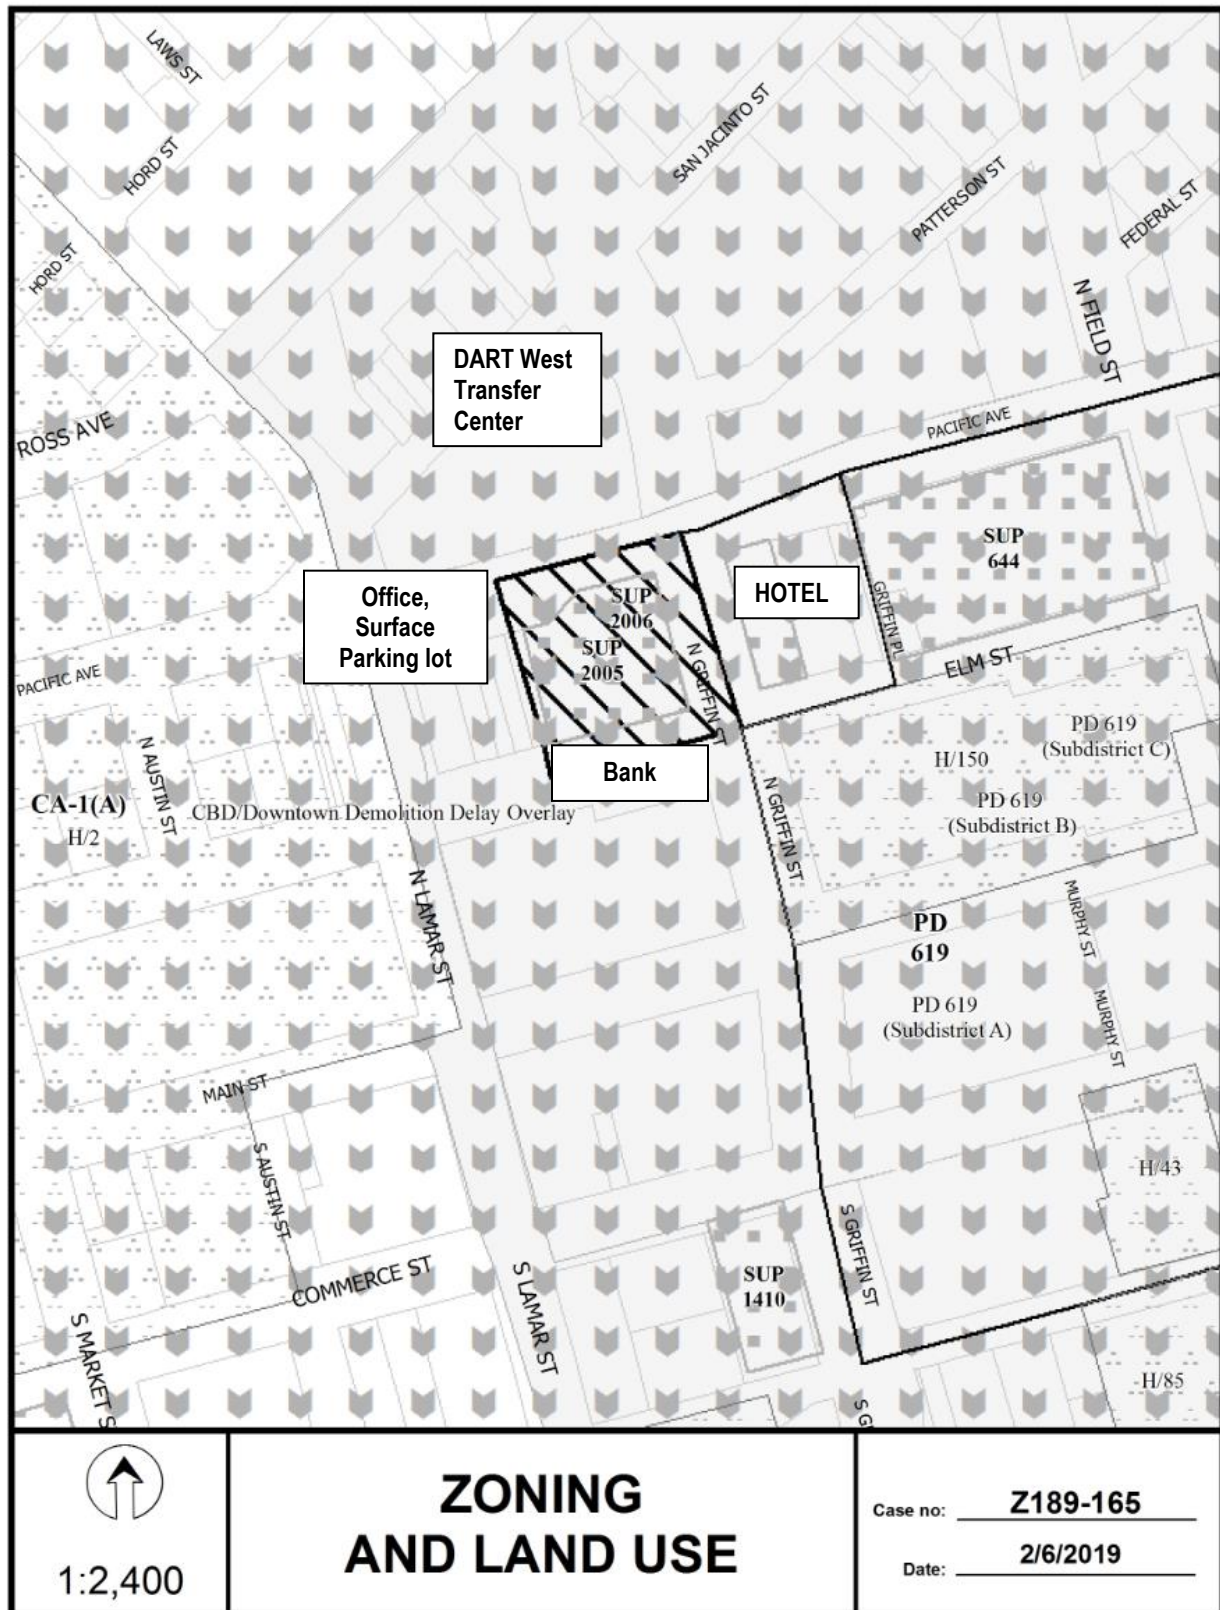 LAWS ST
HORD ST
HORD ST
SAN JACINTO ST
PATTERSON ST
FEDERAL ST
N FIELD ST
DART West
Transfer
Center
ROSS AVE
PACIFIC AVE
SUP
644
Office,
Surface
Parking lot
SUP
2006
SUP
2005
HOTEL
GRIFFIN PL
N GRIFFIN ST
ELM ST
PACIFIC AVE
N AUSTIN ST
Bank
PD 619
(Subdistrict C)
H/150
PD 619
(Subdistrict B)
CA-1(A)
H/2
CBD/Downtown Demolition Delay Overlay
N GRIFFIN ST
N LAMAR ST
MURPHY ST
PD
619
PD 619
(Subdistrict A)
MURPHY ST
MAIN ST
S AUSTIN ST
H/43
COMMERCE ST
S LAMAR ST
SUP
1410
S GRIFFIN ST
S MARKET S
H/85
S G
1:2,400
ZONING
AND LAND USE
Case no: Z189-165
Date: 2/6/2019